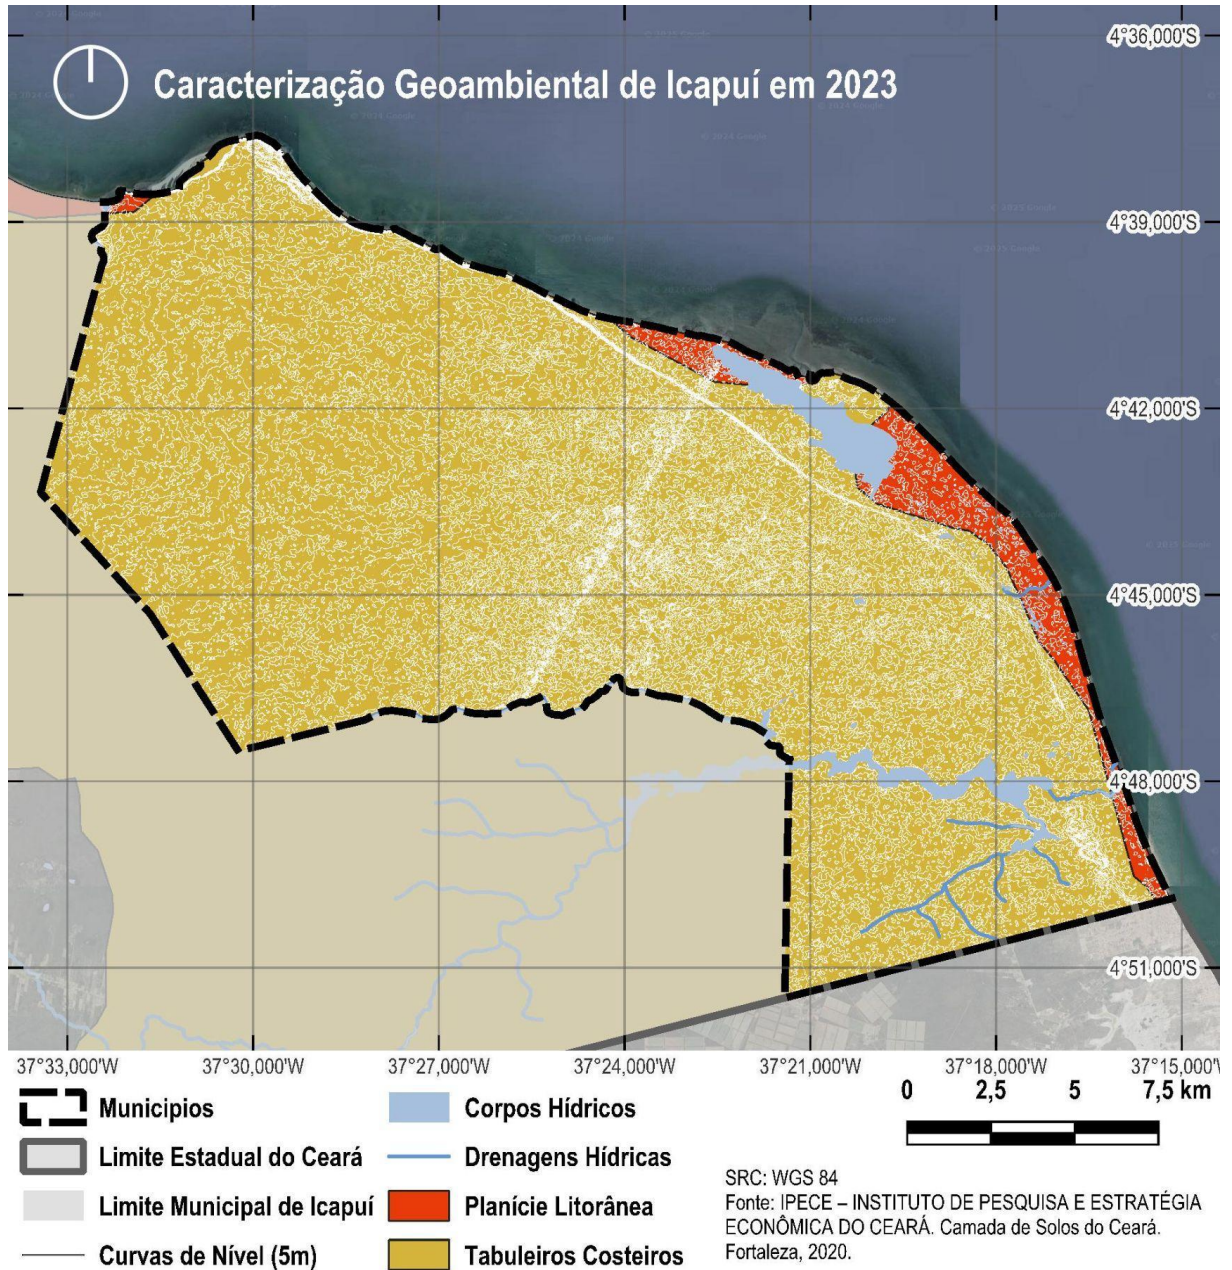 Caracterização Geoambiental de Icapuí em 2023
4°36,000'S
4°39,000'S
4°42,000'S
4°45,000'S
4°48,000'S
4°51,000'S
37°33,000'W 37°30,000'W 37°27,000'W 37°24,000'W 37°21,000'W 37°18,000'W 37°15,000'W
0 2,5 5 7,5 km
Municipios
Limite Estadual do Ceará
Limite Municipal de Icapuí
Curvas de Nível (5m)
Corpos Hídricos
Drenagens Hídricas
Planície Litorânea
Tabuleiros Costeiros
SRC: WGS 84
Fonte: IPECE – INSTITUTO DE PESQUISA E ESTRATÉGIA
ECONÔMICA DO CEARÁ. Camada de Solos do Ceará.
Fortaleza, 2020.